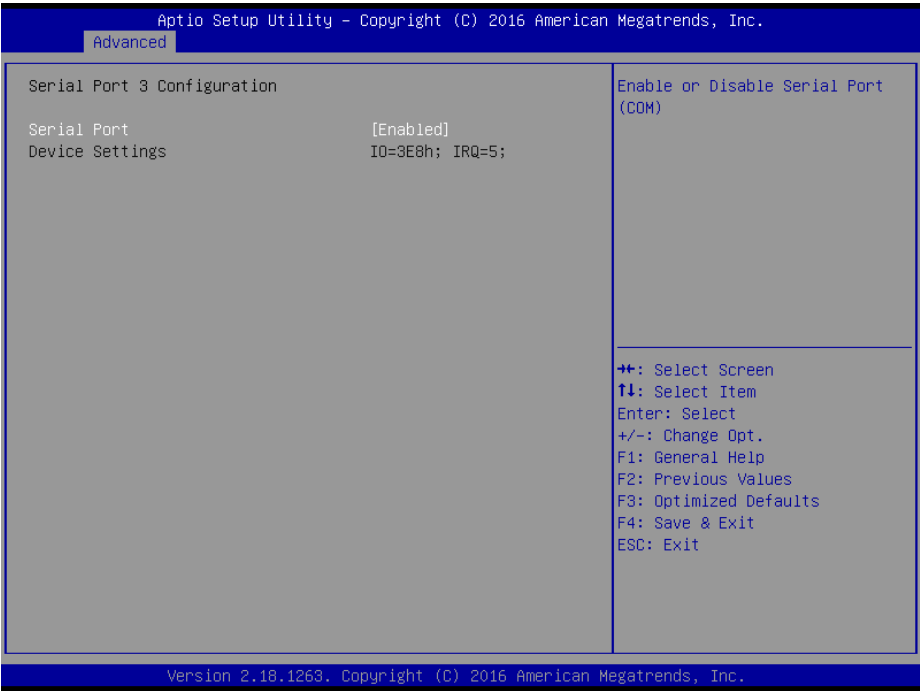 Aptio Setup Utility – Copyright (C) 2016 American Megatrends, Inc.
Advanced
Serial Port 3 Configuration
Serial Port [Enabled]
Device Settings IO=3E8h; IRQ=5;
Enable or Disable Serial Port
(COM)
→←: Select Screen
↑↓: Select Item
Enter: Select
+/-: Change Opt.
F1: General Help
F2: Previous Values
F3: Optimized Defaults
F4: Save & Exit
ESC: Exit
Version 2.18.1263. Copyright (C) 2016 American Megatrends, Inc.